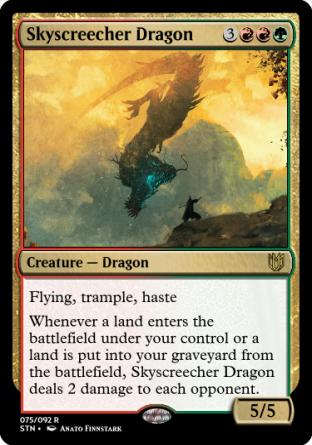 Skyscreecher Dragon 3
Creature — Dragon
Flying, trample, haste
Whenever a land enters the
battlefield under your control or a
land is put into your graveyard from
the battlefield, Skyscreecher Dragon
deals 2 damage to each opponent.
5/5
075/092 R
STN • Anato Finnstark